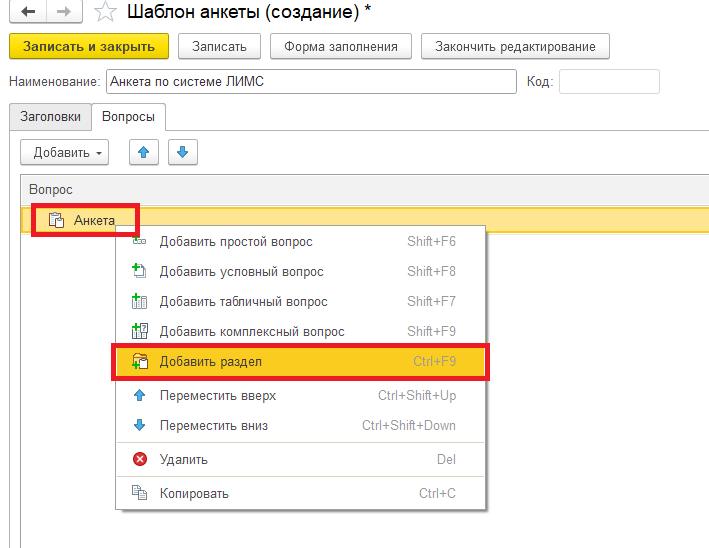 Шаблон анкеты (создание) *
Записать и закрыть Записать Форма заполнения Закончить редактирование
Наименование: Анкета по системе ЛИМС Код:
Заголовки Вопросы
Добавить
Вопрос
Анкета
Добавить простой вопрос Shift+F6
Добавить условный вопрос Shift+F8
Добавить табличный вопрос Shift+F7
Добавить комплексный вопрос Shift+F9
Добавить раздел Ctrl+F9
Переместить вверх Ctrl+Shift+Up
Переместить вниз Ctrl+Shift+Down
Удалить Del
Копировать Ctrl+C